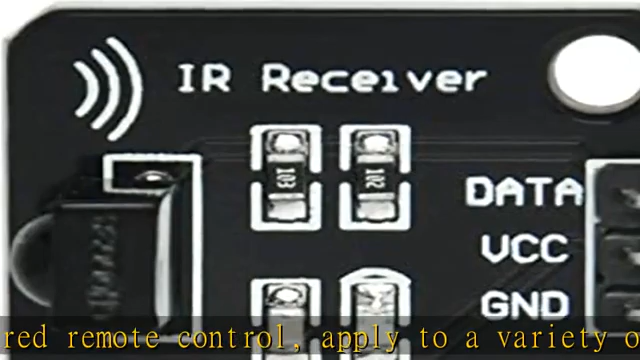 IR Receiver
103 102
DATA
VCC
GND
red remote control, apply to a variety o